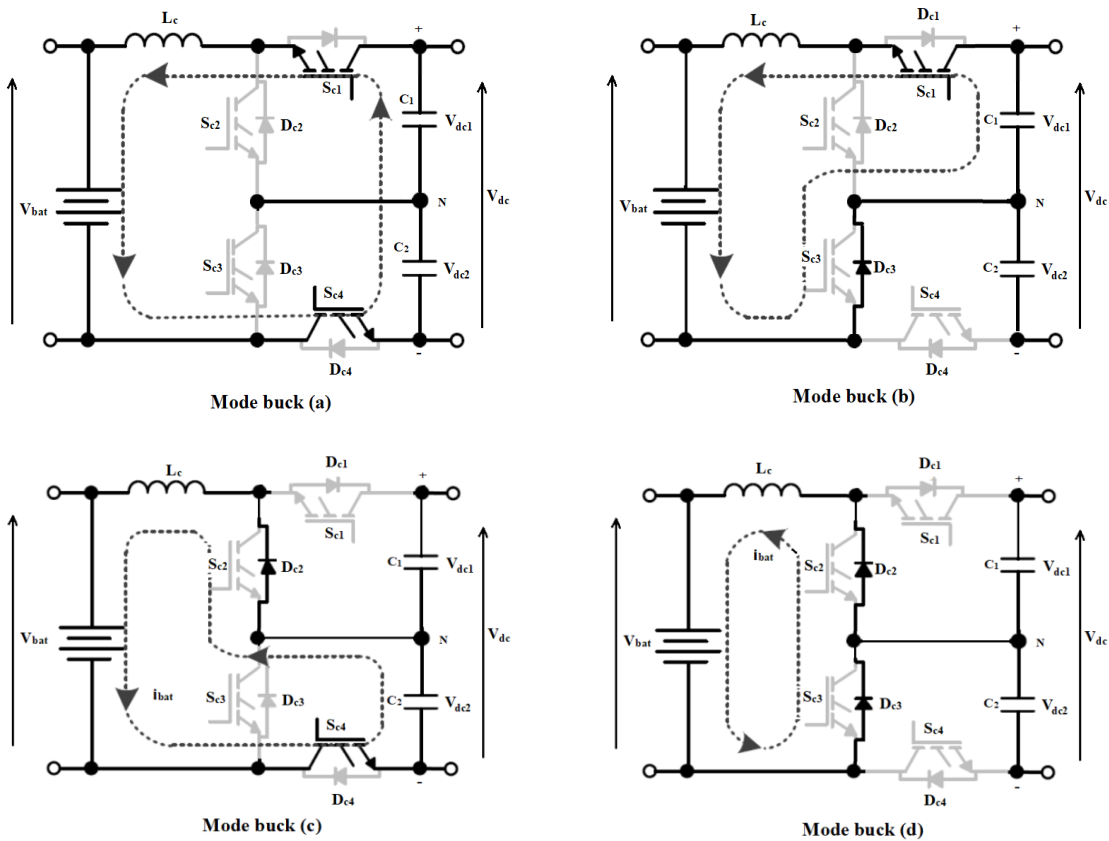 Lc
Sc1
+
C1
Sc2
Dc2
Vdc1
Vdc
Vbat
N
C2
Sc3
Dc3
Vdc2
Sc4
-
Dc4
Mode buck (a)
Dc1
Lc
+
Sc1
C1
Sc2
Dc2
Vdc1
Vdc
Vbat
N
Sc3
Dc3
C2
Vdc2
Sc4
-
Dc4
Mode buck (b)
Lc
Dc1
+
Sc1
Sc2
Dc2
C1
Vdc1
Vbat
N
Vdc
ibat
Sc3
Dc3
C2
Vdc2
Sc4
-
Dc4
Mode buck (c)
Lc
Dc1
+
Sc1
ibat
Sc2
Dc2
C1
Vdc1
Vbat
N
Vdc
Sc3
Dc3
C2
Vdc2
Sc4
-
Dc4
Mode buck (d)